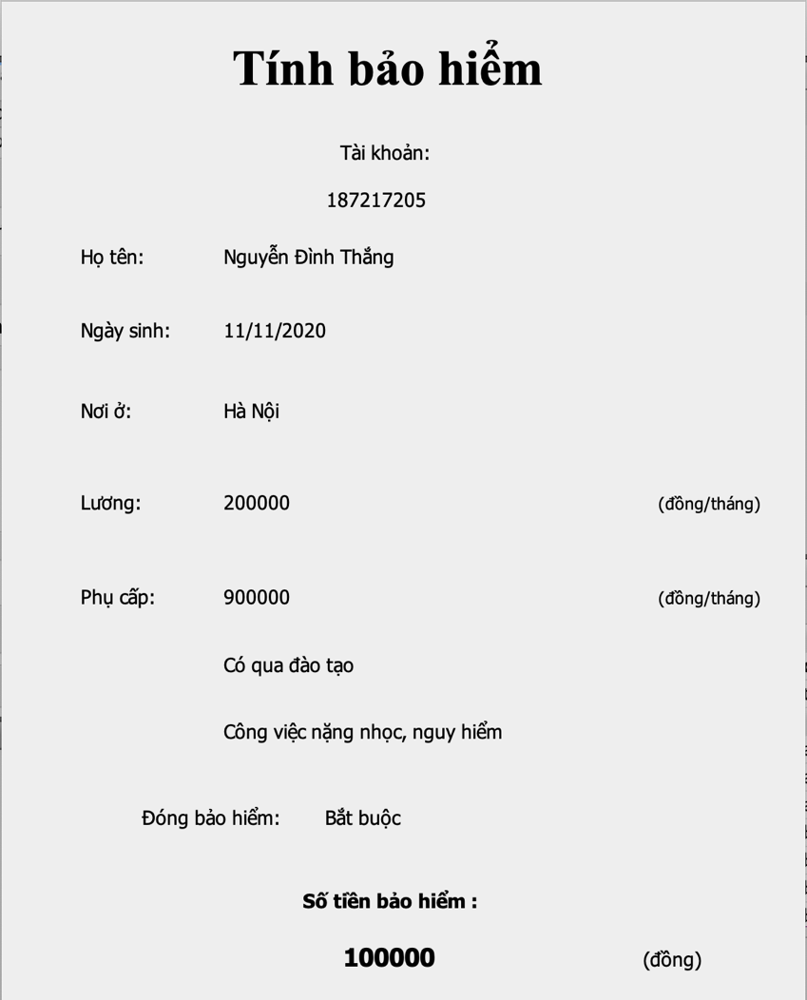 Tính bảo hiểm
Tài khoản:
187217205
Họ tên: Nguyễn Đình Thắng
Ngày sinh: 11/11/2020
Nơi ở: Hà Nội
Lương: 200000 (đồng/tháng)
Phụ cấp: 900000 (đồng/tháng)
Có qua đào tạo
Công việc nặng nhọc, nguy hiểm
Đóng bảo hiểm: Bắt buộc
Số tiền bảo hiểm :
100000 (đồng)